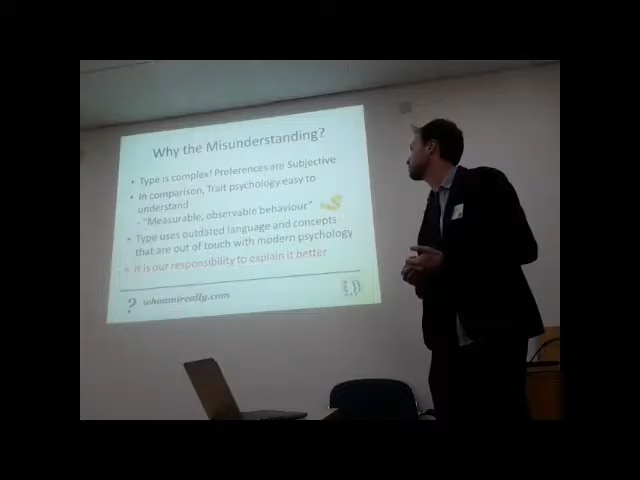 Why the Misunderstanding?
• Type is complex! Preferences are Subjective
• In comparison, Trait psychology easy to
understand
- "Measurable, observable behaviour"
• Type uses outdated language and concepts
that are out of touch with modern psychology
• It is our responsibility to explain it better
? whoamireally.com